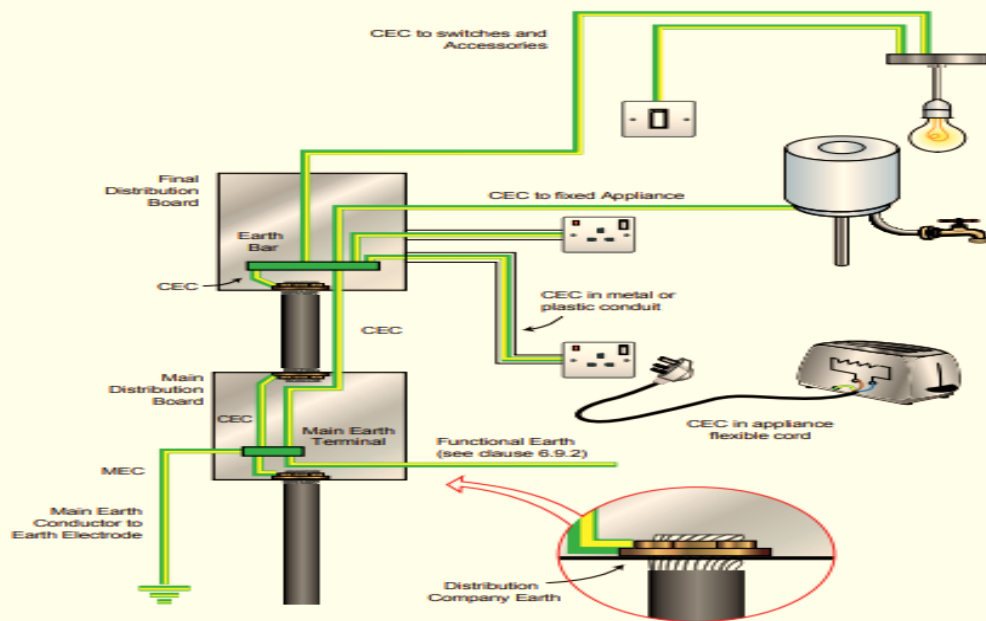 CEC to switches and
Accessories
Final
Distribution
Board
CEC to fixed Appliance
Earth
Bar
CEC
CEC in metal or
plastic conduit
CEC
Main
Distribution
Board
CEC
Main Earth
Terminal
CEC in appliance
flexible cord
Functional Earth
(see clause 6.9.2)
MEC
Main Earth
Conductor to
Earth Electrode
Distribution
Company Earth